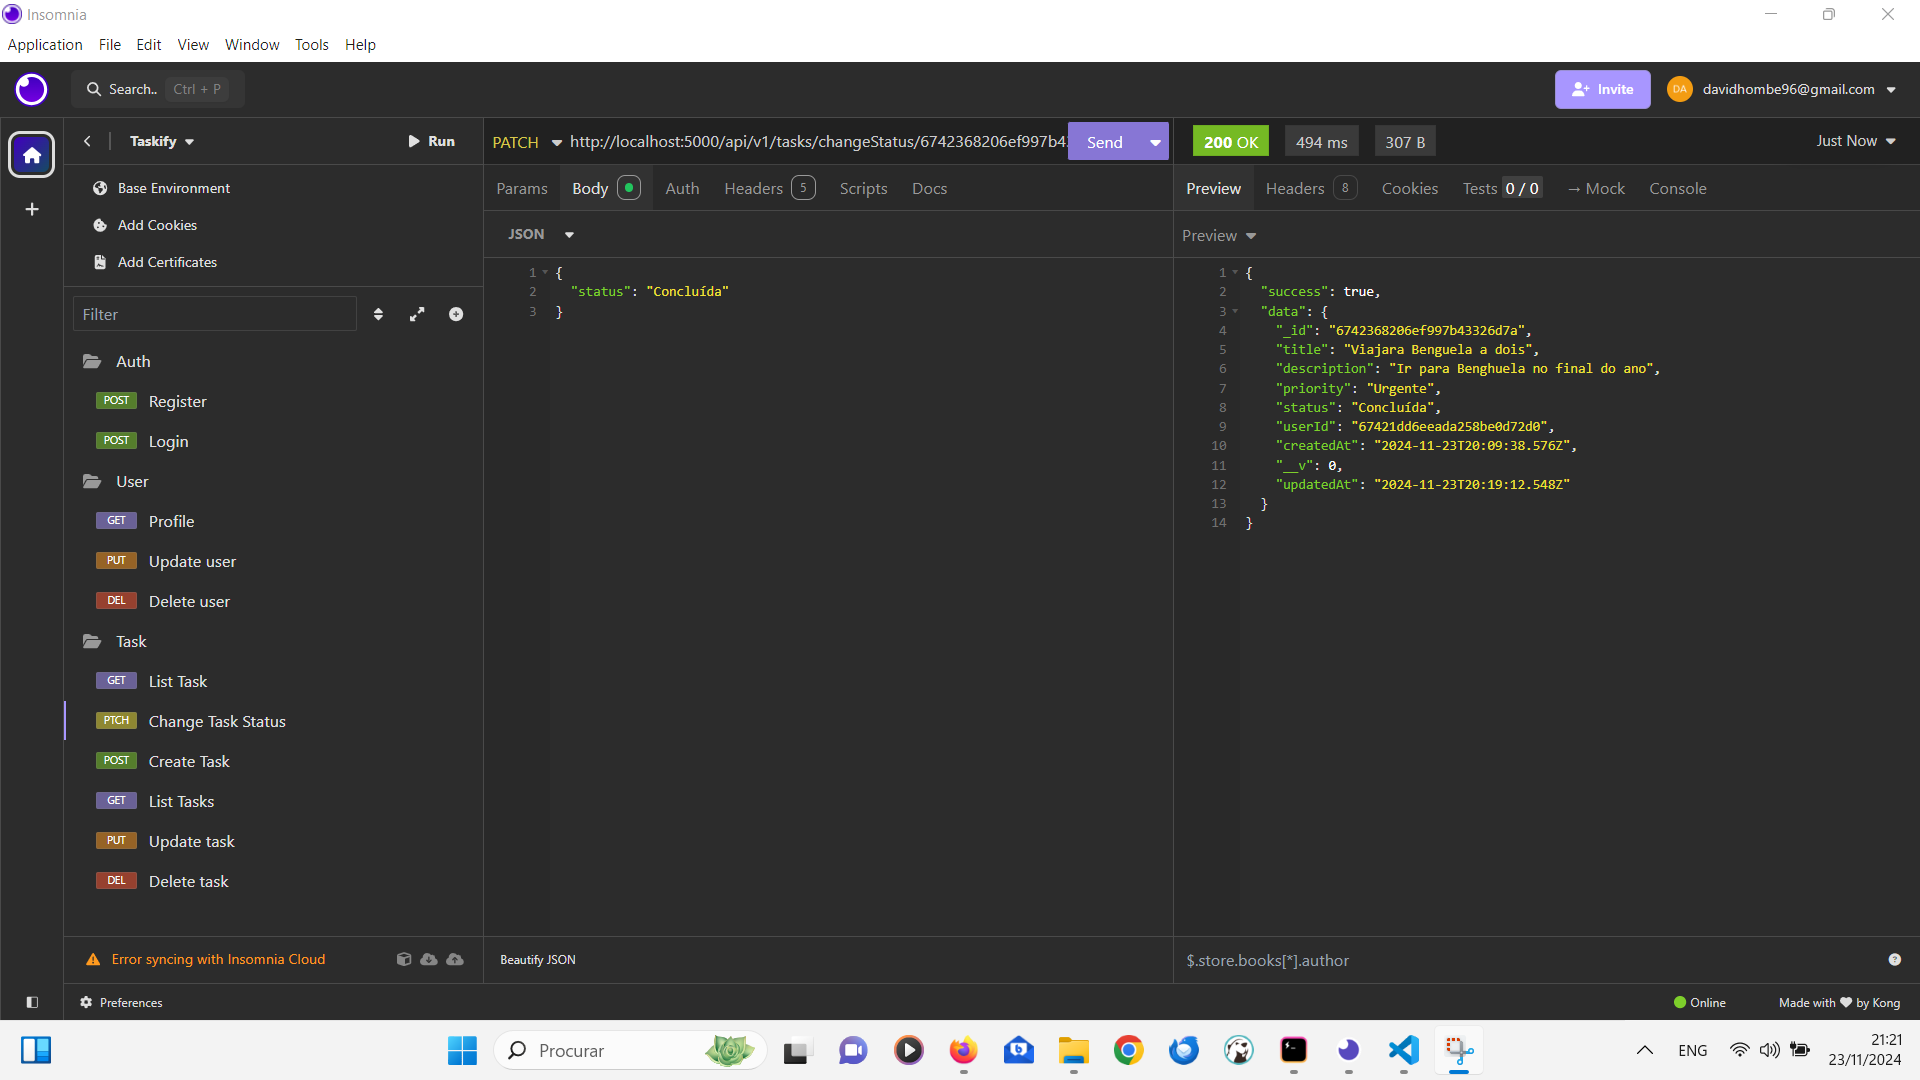 Insomnia
Application File Edit View Window Tools Help
Search.. Ctrl + P
Invite
DA davidhombe96@gmail.com
Taskify
Run
PATCH http://localhost:5000/api/v1/tasks/changeStatus/6742368206ef997b4
Send
200 OK 494 ms 307 B
Just Now
Base Environment
Add Cookies
Add Certificates
Filter
Auth
POST Register
POST Login
User
GET Profile
PUT Update user
DEL Delete user
Task
GET List Task
PTCH Change Task Status
POST Create Task
GET List Tasks
PUT Update task
DEL Delete task
Error syncing with Insomnia Cloud
Preferences
Params Body Auth Headers 5 Scripts Docs
JSON
1 {
2 "status": "Concluída"
3 }
Beautify JSON
Preview Headers 8 Cookies Tests 0 / 0 → Mock Console
Preview
1 {
2 "success": true,
3 "data": {
4 "_id": "6742368206ef997b43326d7a",
5 "title": "Viajara Benguela a dois",
6 "description": "Ir para Benghuela no final do ano",
7 "priority": "Urgente",
8 "status": "Concluída",
9 "userId": "67421dd6eeada258be0d72d0",
10 "createdAt": "2024-11-23T20:09:38.576Z",
11 "__v": 0,
12 "updatedAt": "2024-11-23T20:19:12.548Z"
13 }
14 }
$.store.books[*].author
Online
Made with ♥ by Kong
Procurar
ENG
21:21
23/11/2024